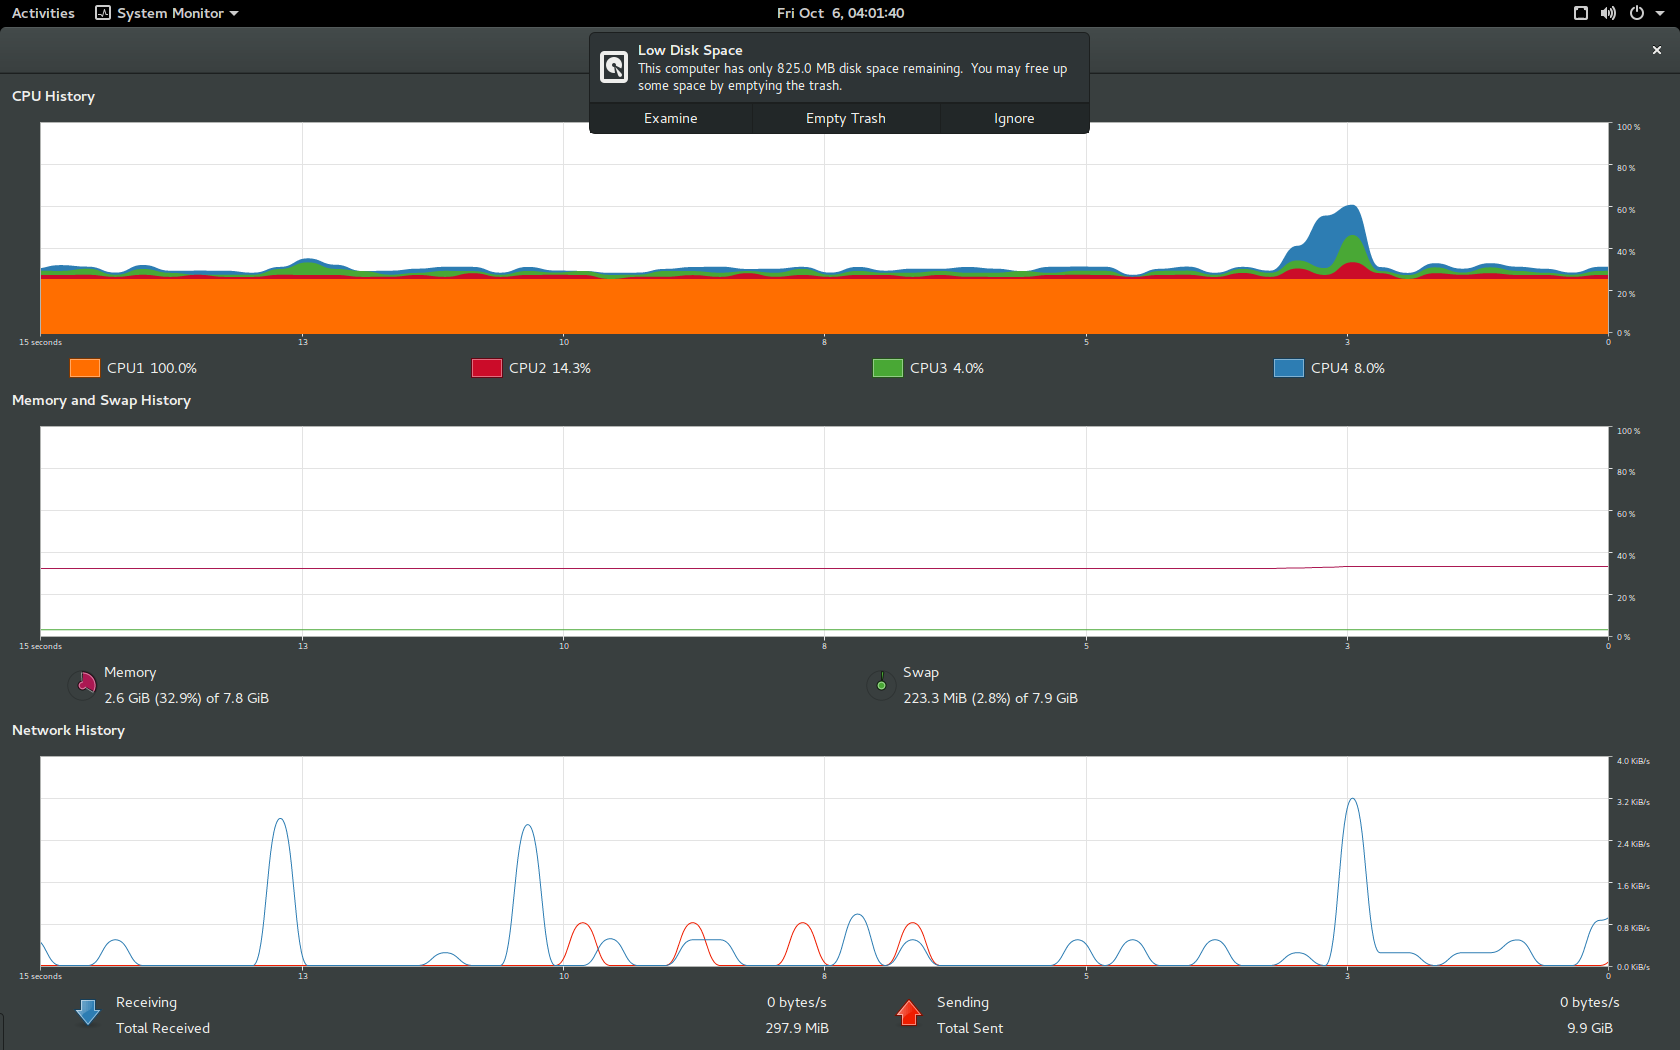 Activities System Monitor Fri Oct 6, 04:01:40
Low Disk Space
This computer has only 825.0 MB disk space remaining. You may free up
some space by emptying the trash.
Examine Empty Trash Ignore
CPU History
100 %
80 %
60 %
40 %
20 %
0 %
15 seconds 13 10 8 5 3 0
CPU1 100.0% CPU2 14.3% CPU3 4.0% CPU4 8.0%
Memory and Swap History
100 %
80 %
60 %
40 %
20 %
0 %
15 seconds 13 10 8 5 3 0
Memory Swap
2.6 GiB (32.9%) of 7.8 GiB 223.3 MiB (2.8%) of 7.9 GiB
Network History
4.0 KiB/s
3.2 KiB/s
2.4 KiB/s
1.6 KiB/s
0.8 KiB/s
0.0 KiB/s
15 seconds 13 10 8 5 3 0
Receiving 0 bytes/s Sending 0 bytes/s
Total Received 297.9 MiB Total Sent 9.9 GiB